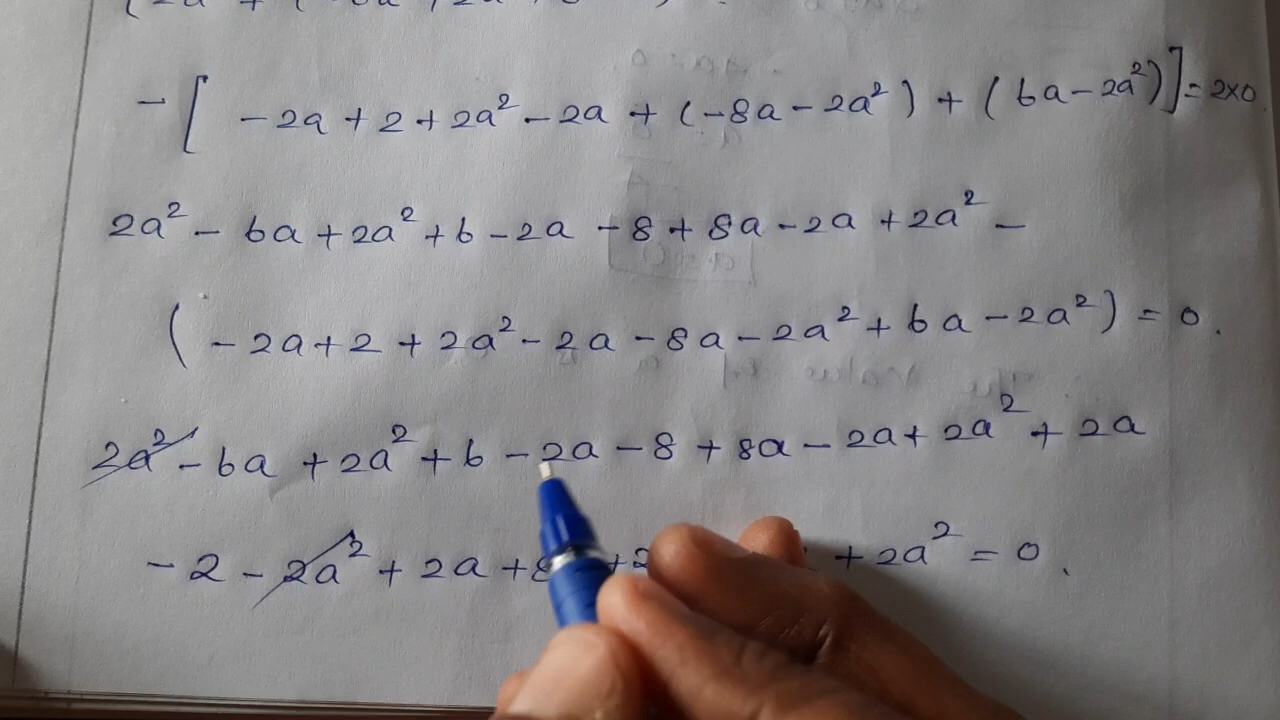 - [ -2a + 2 + 2a² - 2a + (-8a - 2a²) + (6a - 2a²)] = 2×0.
2a² - 6a + 2a² + 6 - 2a - 8 + 8a - 2a + 2a² -
( -2a + 2 + 2a² - 2a - 8a - 2a² + 6a - 2a² ) = 0.
2a² - 6a + 2a² + 6 - 2a - 8 + 8a - 2a + 2a² + 2a
- 2 - 2a² + 2a + 8 + 2 + 2a² = 0.